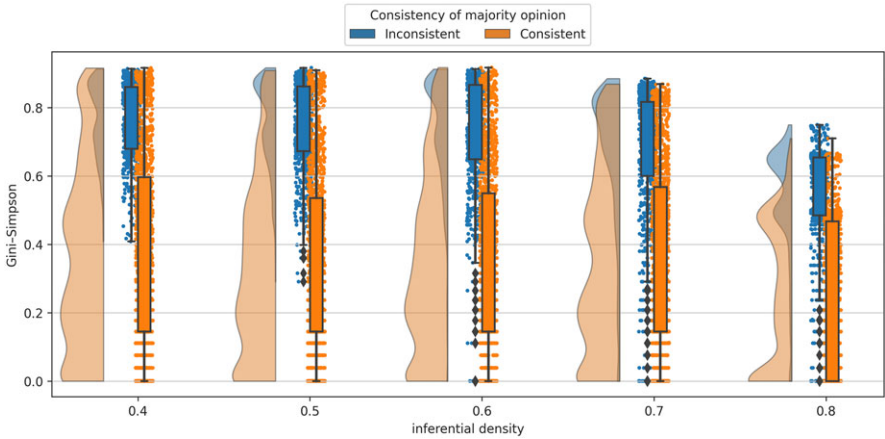 Consistency of majority opinion
Inconsistent Consistent
Gini–Simpson
0.8
0.6
0.4
0.2
0.0
0.4 0.5 0.6 0.7 0.8
inferential density